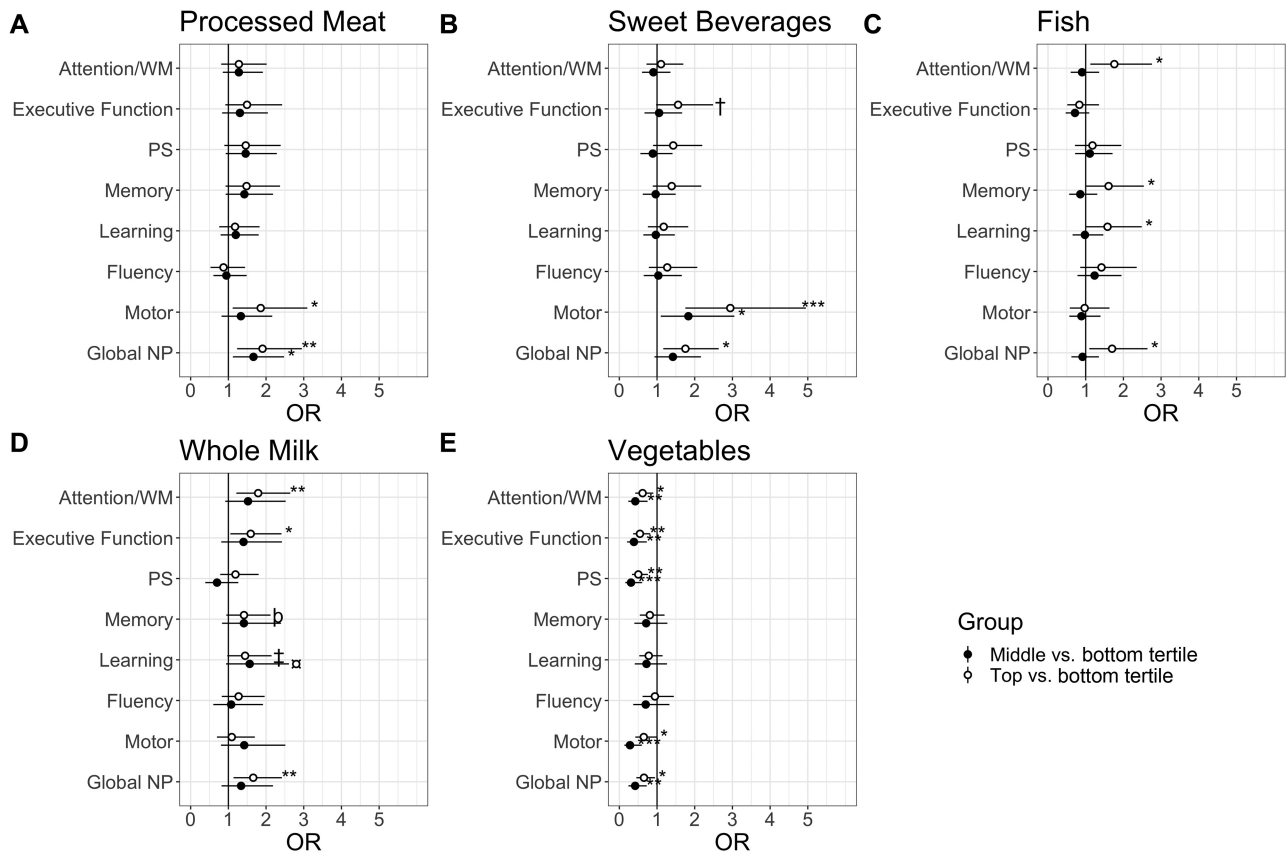 A
Processed Meat
Attention/WM
Executive Function
PS
Memory
Learning
Fluency
Motor
*
Global NP
**
*
0 1 2 3 4 5
OR
B
Sweet Beverages
Attention/WM
Executive Function
†
PS
Memory
Learning
Fluency
Motor
***
*
Global NP
*
0 1 2 3 4 5
OR
C
Fish
Attention/WM
*
Executive Function
PS
Memory
*
Learning
*
Fluency
Motor
Global NP
*
0 1 2 3 4 5
OR
D
Whole Milk
Attention/WM
**
Executive Function
*
PS
Memory
þ
Learning
‡
¤
Fluency
Motor
Global NP
**
0 1 2 3 4 5
OR
E
Vegetables
Attention/WM
*
**
Executive Function
**
**
PS
**
***
Memory
Learning
Fluency
Motor
*
***
Global NP
*
**
0 1 2 3 4 5
OR
Group
Middle vs. bottom tertile
Top vs. bottom tertile